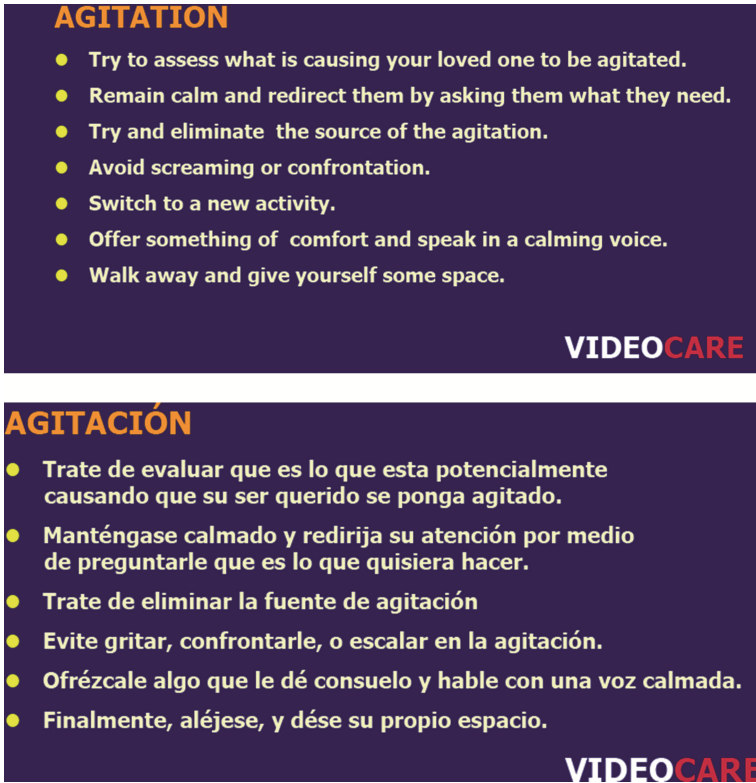 AGITATION
Try to assess what is causing your loved one to be agitated.
Remain calm and redirect them by asking them what they need.
Try and eliminate the source of the agitation.
Avoid screaming or confrontation.
Switch to a new activity.
Offer something of comfort and speak in a calming voice.
Walk away and give yourself some space.
VIDEOCARE
AGITACIÓN
Trate de evaluar que es lo que esta potencialmente
causando que su ser querido se ponga agitado.
Manténgase calmado y redirija su atención por medio
de preguntarle que es lo que quisiera hacer.
Trate de eliminar la fuente de agitación
Evite gritar, confrontarle, o escalar en la agitación.
Ofrézcale algo que le dé consuelo y hable con una voz calmada.
Finalmente, aléjese, y dése su propio espacio.
VIDEOCARE